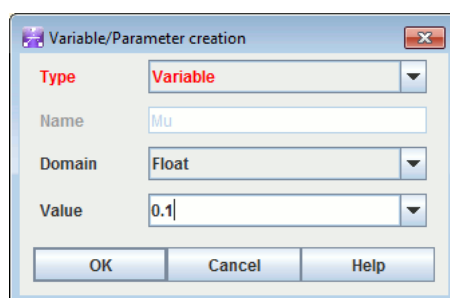 Variable/Parameter creation
Type Variable
Name Mu
Domain Float
Value 0.1
OK Cancel Help